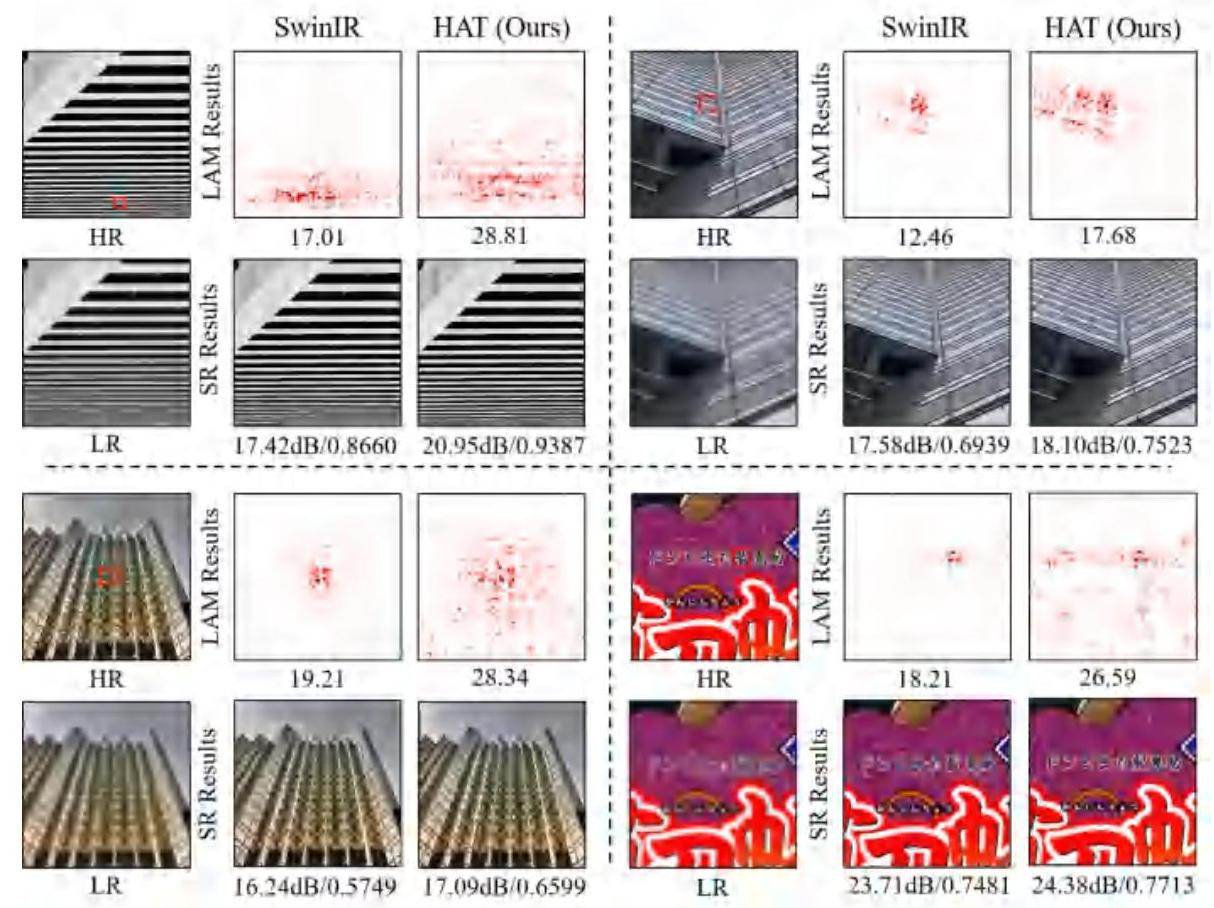 SwinIR HAT (Ours) SwinIR HAT (Ours)
LAM Results LAM Results
HR 17.01 28.81 HR 12.46 17.68
SR Results SR Results
LR 17.42dB/0.8660 20.95dB/0.9387 LR 17.58dB/0.6939 18.10dB/0.7523
LAM Results LAM Results
HR 19.21 28.34 HR 18.21 26.59
SR Results SR Results
LR 16.24dB/0.5749 17.09dB/0.6599 LR 23.71dB/0.7481 24.38dB/0.7713